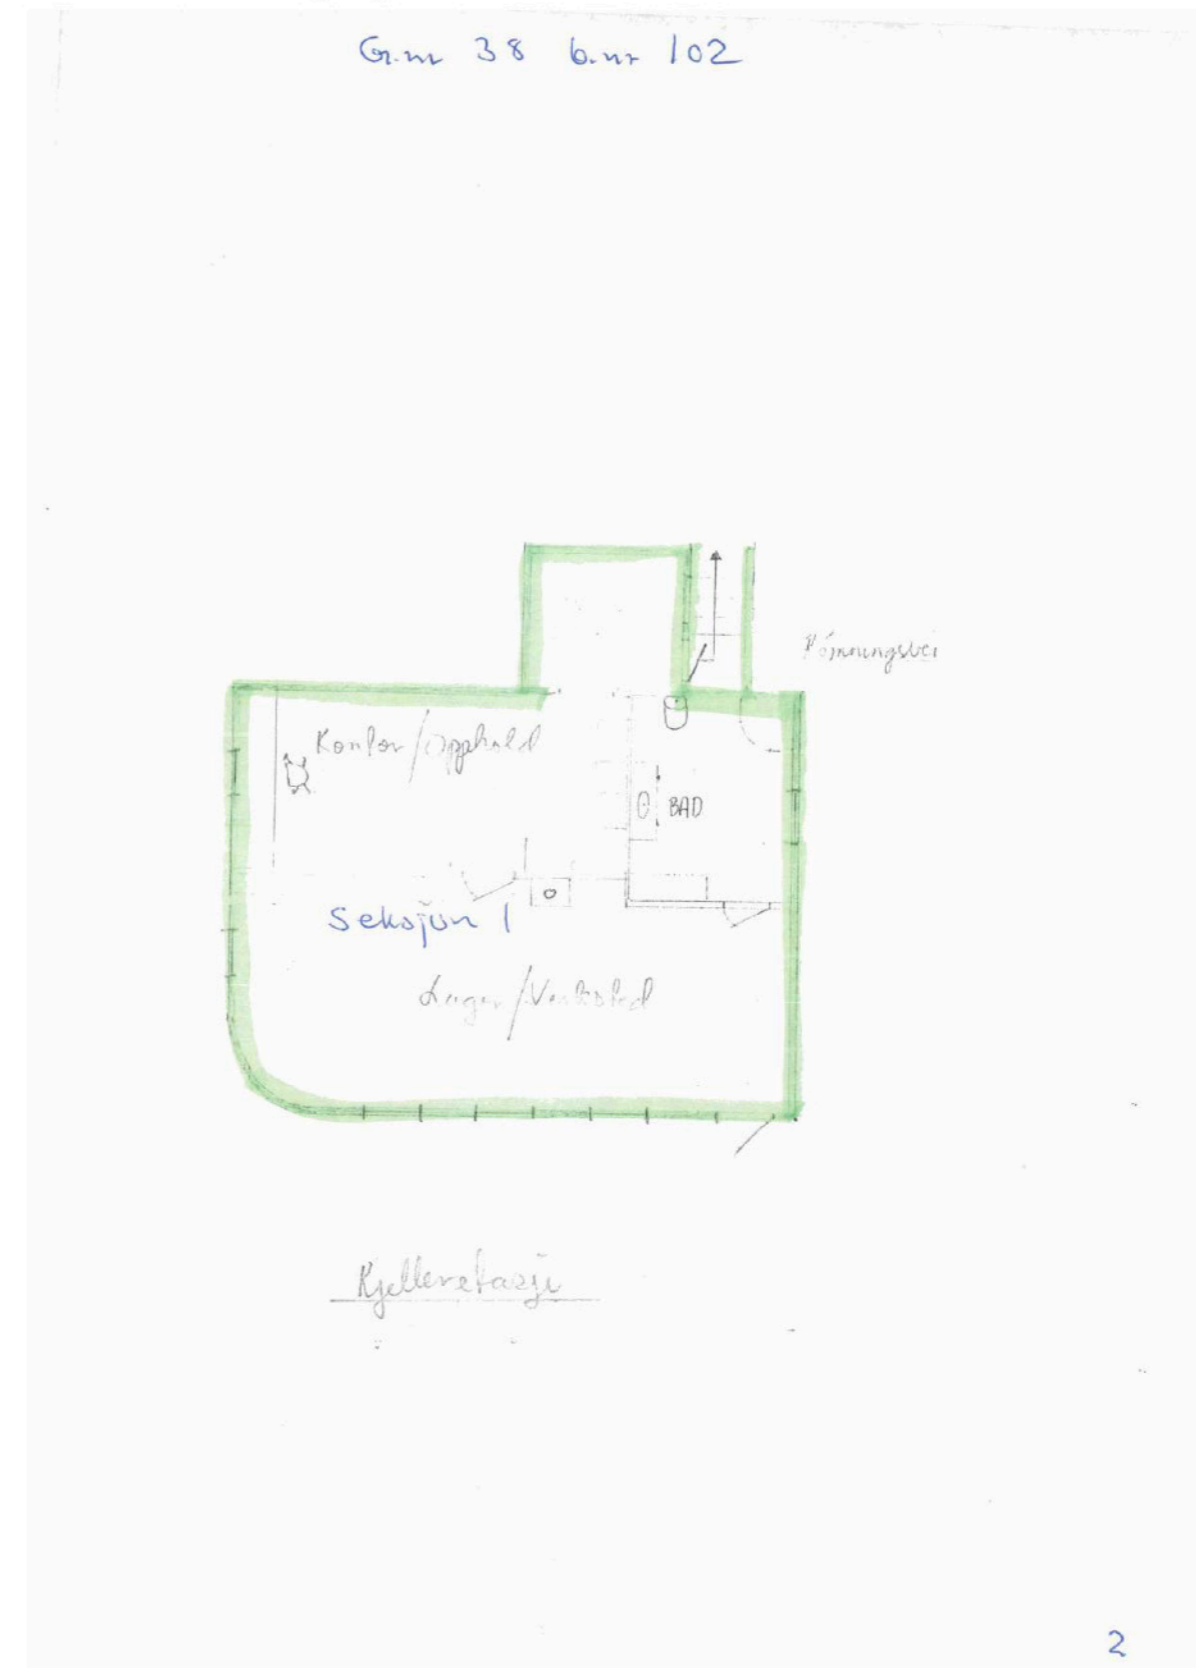 G.nr 38 b.nr 102
Rømningsvei
Kontor/Opphold
BAD
Seksjon 1
Lager/Verksted
Kjelleretasje
2